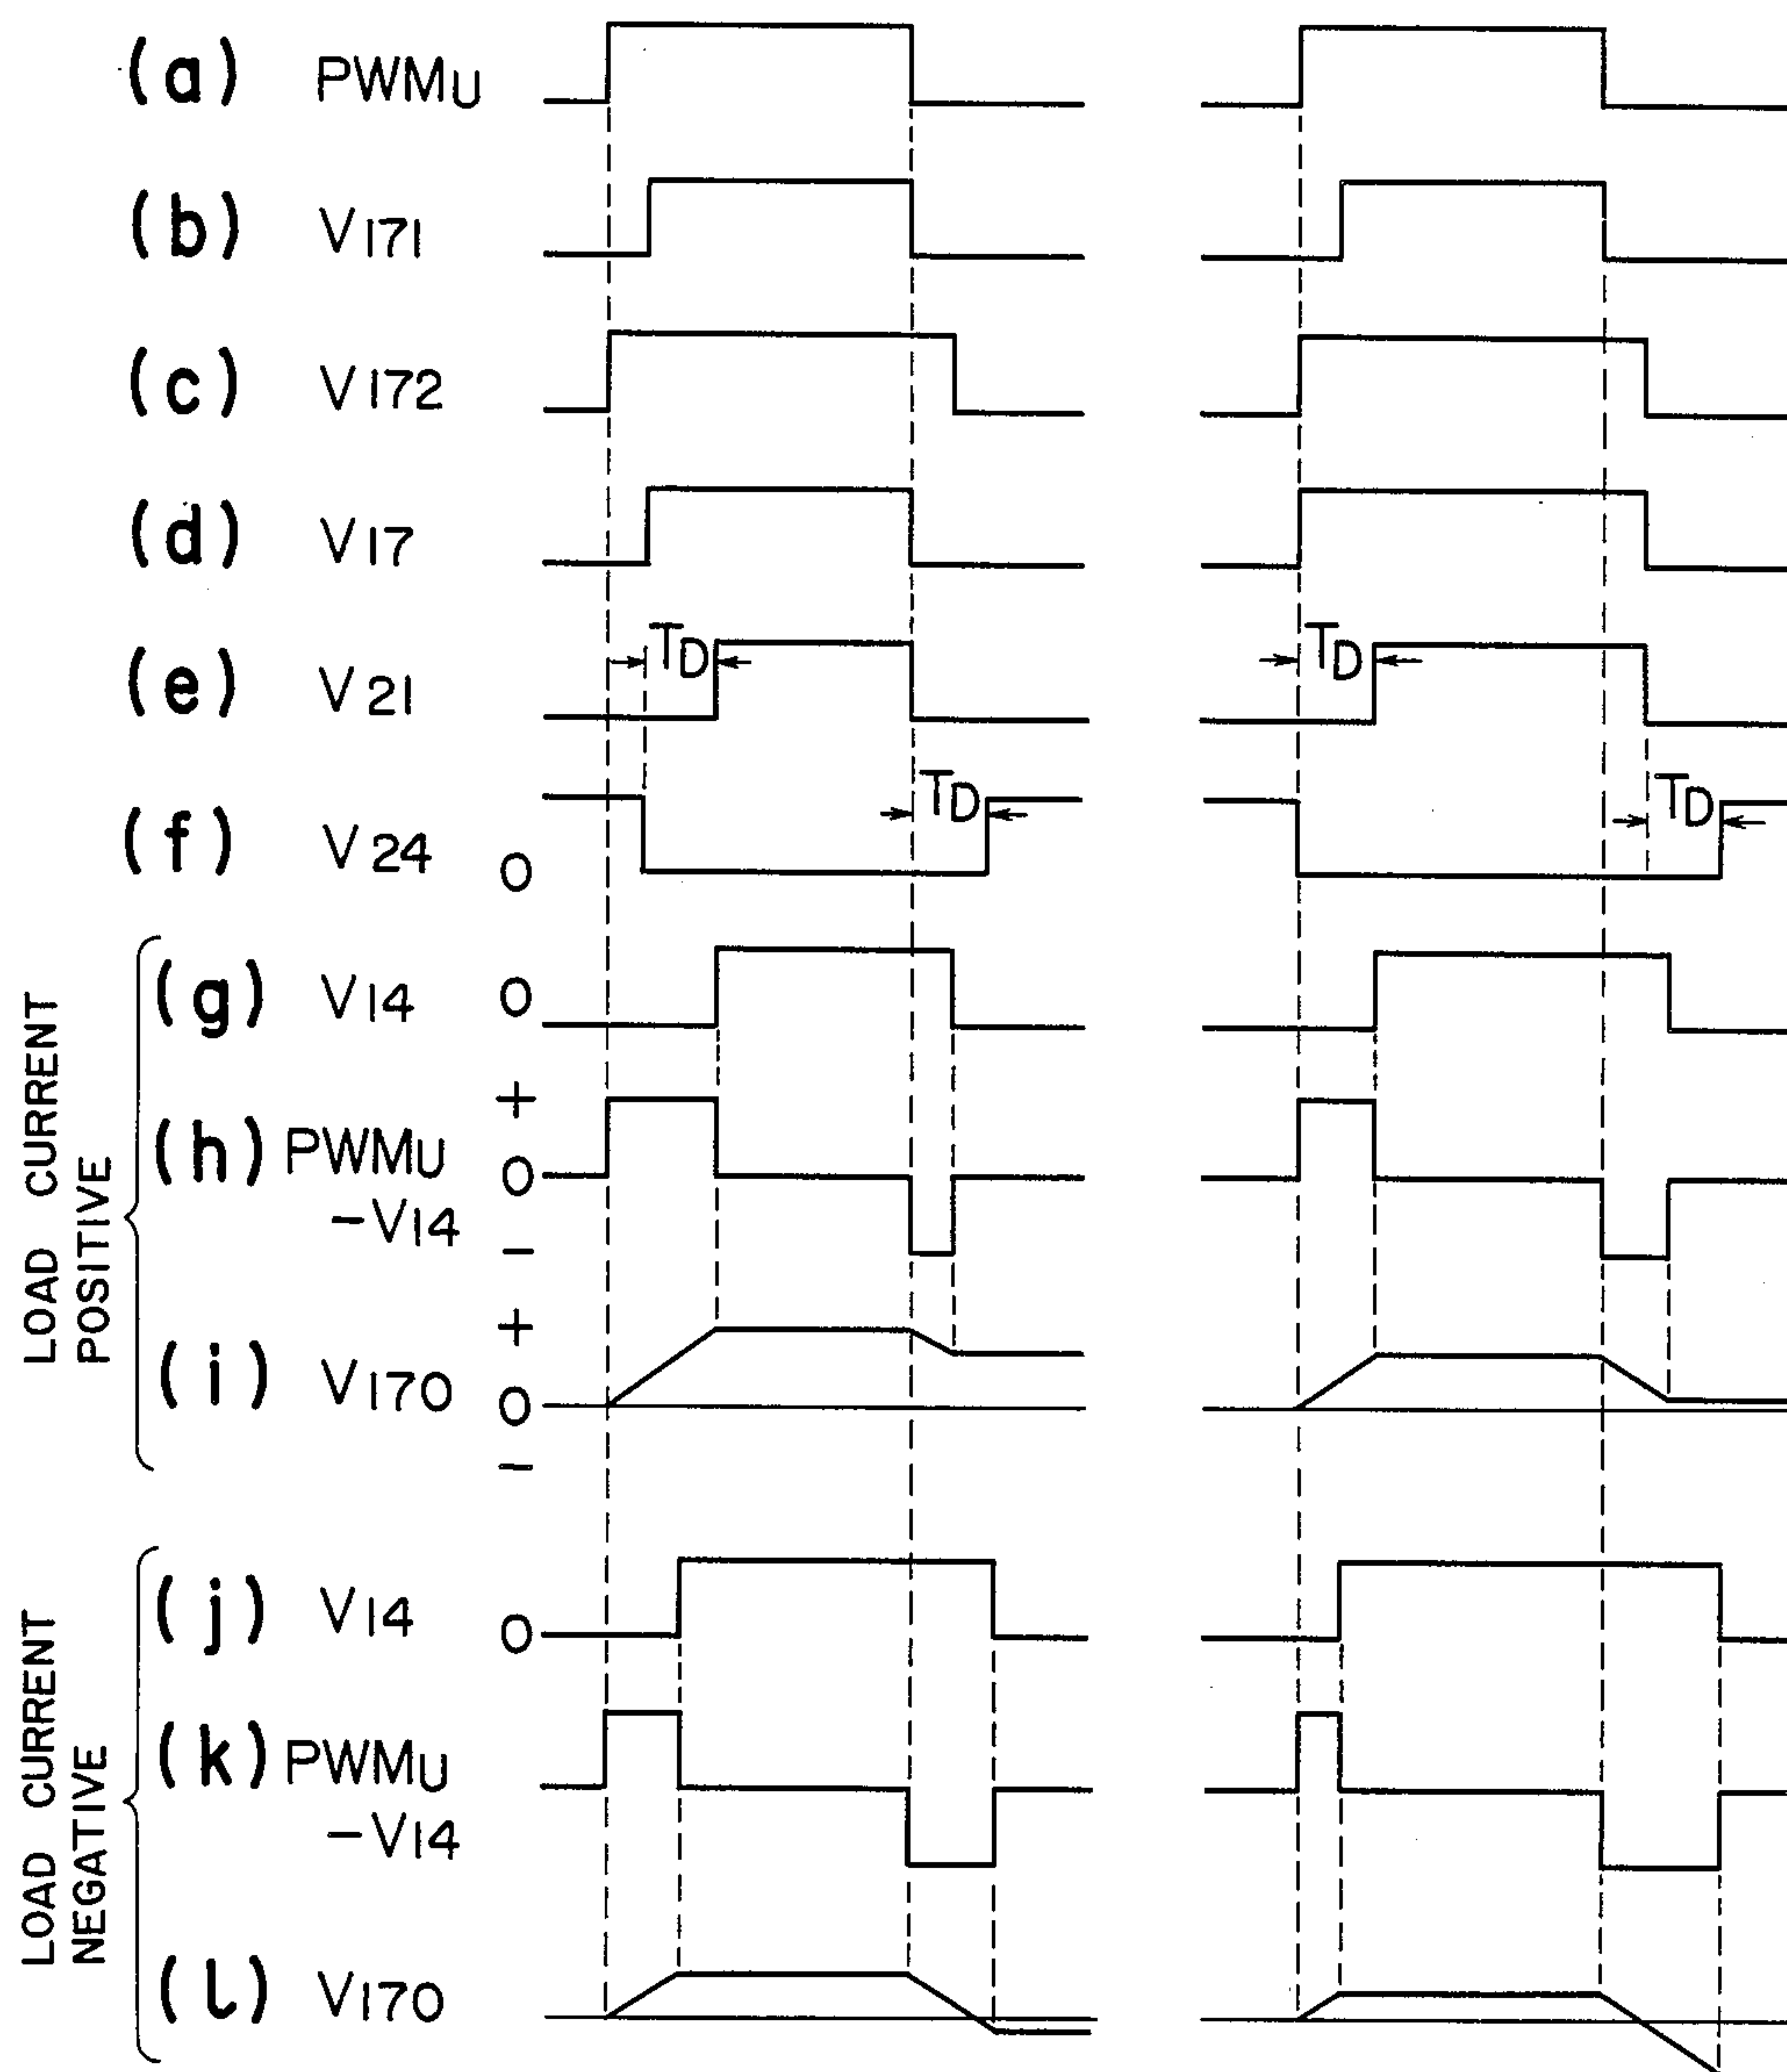 (a) PWMU
(b) V171
(c) V172
(d) V17
(e) V21 TD TD
(f) V24 0 TD TD
LOAD CURRENT
POSITIVE
(g) V14 0
+
(h) PWMU 0
-V14 -
+
(i) V170 0
-
LOAD CURRENT
NEGATIVE
(j) V14 0
(k) PWMU
-V14
(l) V170